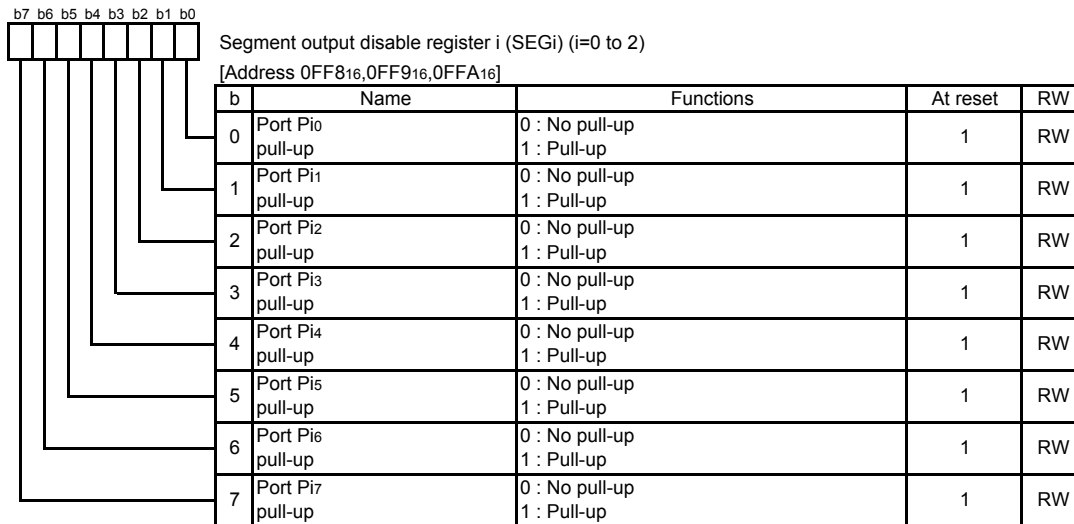 b7 b6 b5 b4 b3 b2 b1 b0
Segment output disable register i (SEGi) (i=0 to 2)
[Address 0FF816,0FF916,0FFA16]
b Name Functions At reset RW
0 Port Pi0 pull-up 0 : No pull-up 1 RW
1 : Pull-up
1 Port Pi1 pull-up 0 : No pull-up 1 RW
1 : Pull-up
2 Port Pi2 pull-up 0 : No pull-up 1 RW
1 : Pull-up
3 Port Pi3 pull-up 0 : No pull-up 1 RW
1 : Pull-up
4 Port Pi4 pull-up 0 : No pull-up 1 RW
1 : Pull-up
5 Port Pi5 pull-up 0 : No pull-up 1 RW
1 : Pull-up
6 Port Pi6 pull-up 0 : No pull-up 1 RW
1 : Pull-up
7 Port Pi7 pull-up 0 : No pull-up 1 RW
1 : Pull-up